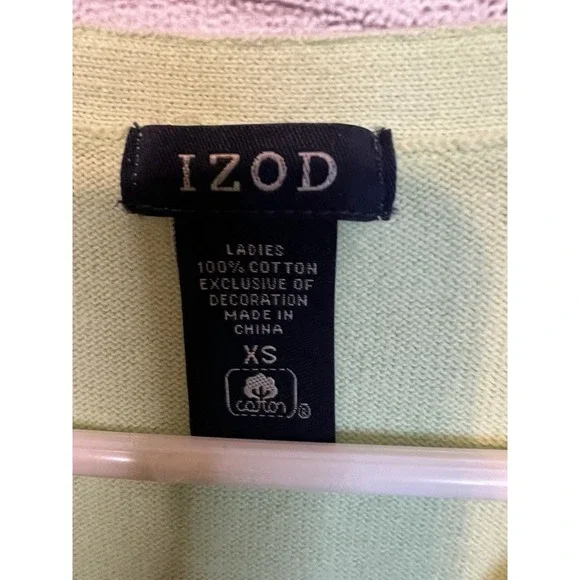 IZOD
LADIES
100% COTTON
EXCLUSIVE OF
DECORATION
MADE IN
CHINA
XS
cotton
®